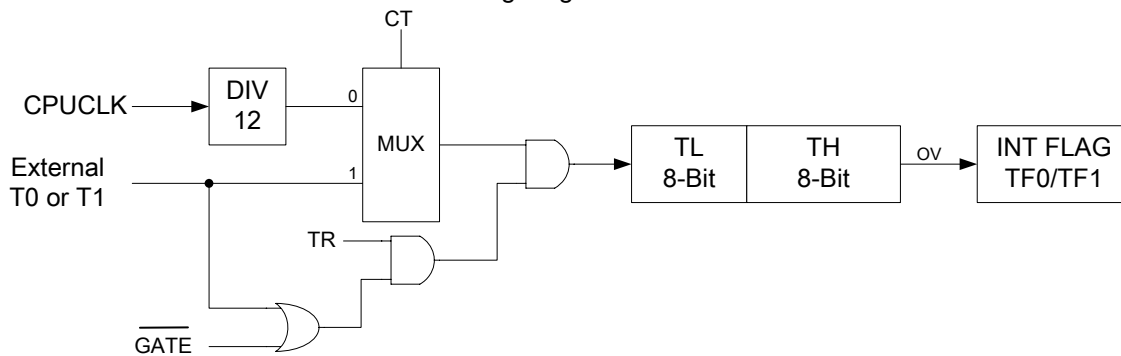 CT
CPUCLK
DIV
12
0
MUX
1
External
T0 or T1
TL
8-Bit
TH
8-Bit
OV
INT FLAG
TF0/TF1
TR
GATE